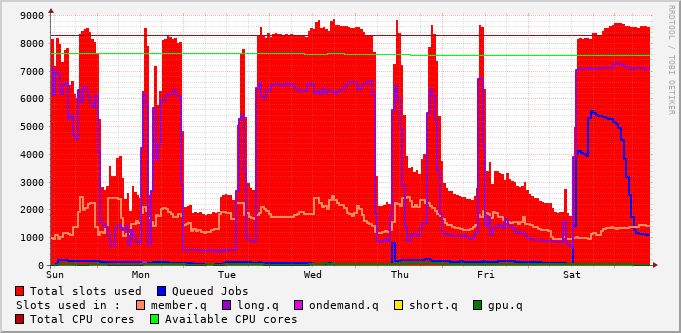 9000
8000
7000
6000
5000
4000
3000
2000
1000
0
Sun Mon Tue Wed Thu Fri Sat
RRDTOOL / TOBI OETIKER
Total slots used Queued Jobs
Slots used in : member.q long.q ondemand.q short.q gpu.q
Total CPU cores Available CPU cores